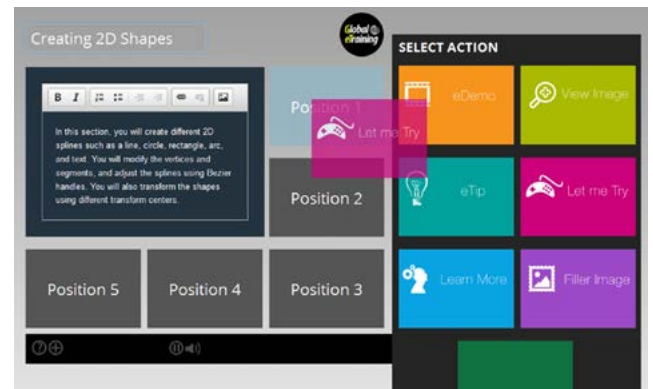 Creating 2D Shapes
Global
eTraining
SELECT ACTION
B I
In this section, you will create different 2D
splines such as a line, circle, rectangle, arc,
and text. You will modify the vertices and
segments, and adjust the splines using Bezier
handles. You will also transform the shapes
using different transform centers.
Position 1
Let me Try
eDemo
View Image
Position 2
eTip
Let me Try
Position 5
Position 4
Position 3
Learn More
Filler Image